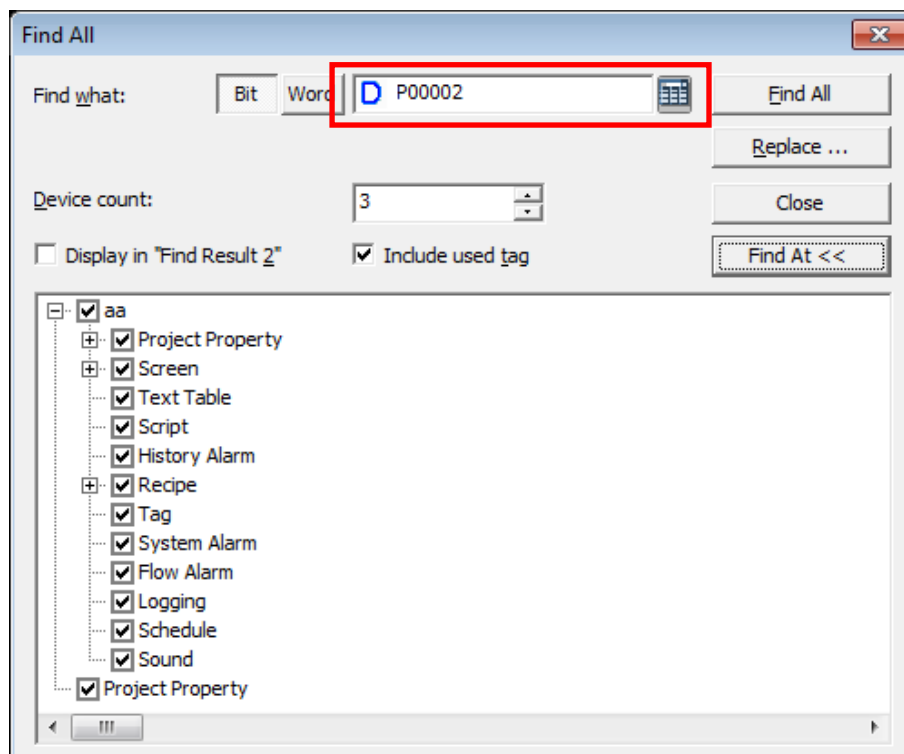 Find All
Find what: Bit Word D P00002 Find All
Replace ...
Device count: 3 Close
Display in "Find Result 2" Include used tag Find At <<
aa
Project Property
Screen
Text Table
Script
History Alarm
Recipe
Tag
System Alarm
Flow Alarm
Logging
Schedule
Sound
Project Property